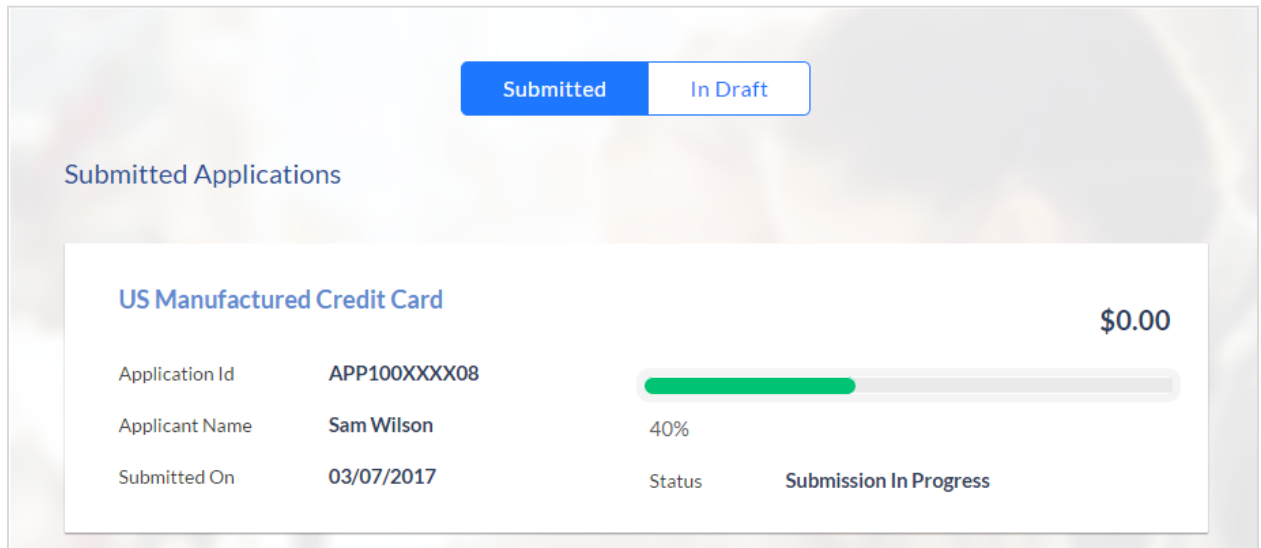 Submitted In Draft
Submitted Applications
US Manufactured Credit Card
$0.00
Application Id APP100XXXX08
Applicant Name Sam Wilson
40%
Submitted On 03/07/2017
Status Submission In Progress